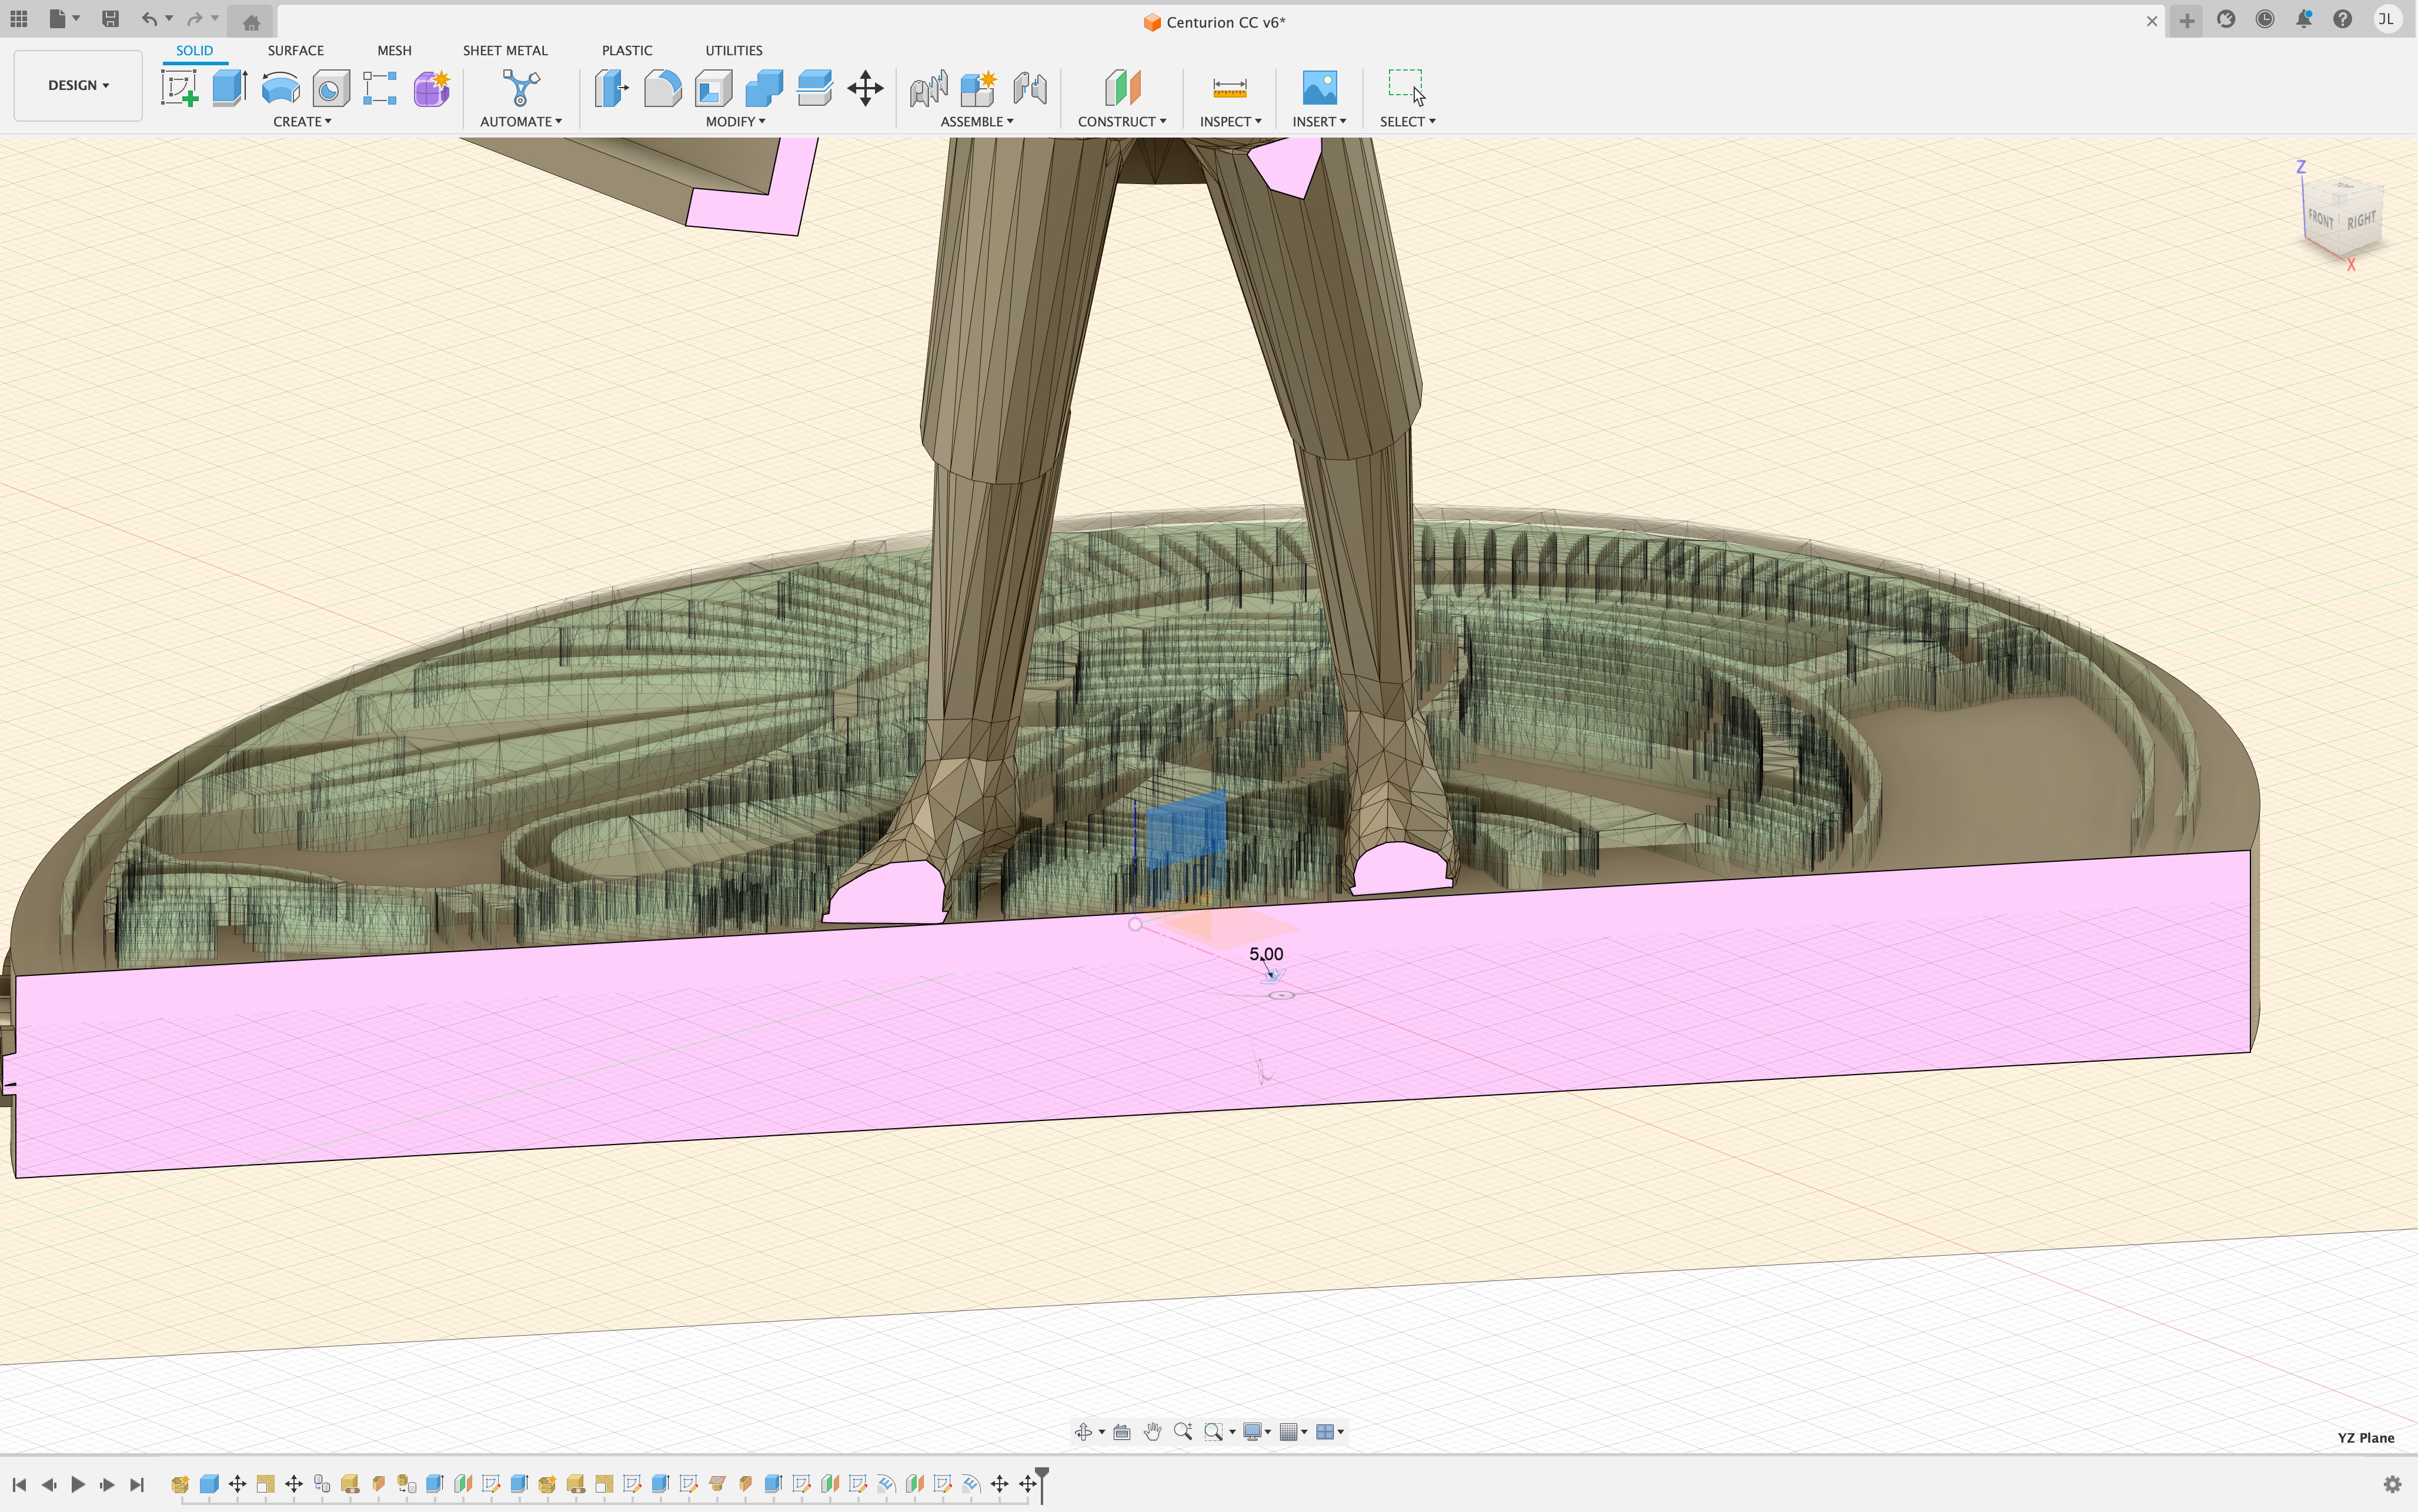 Centurion CC v6*
JL
SOLID SURFACE MESH SHEET METAL PLASTIC UTILITIES
DESIGN
CREATE AUTOMATE MODIFY ASSEMBLE CONSTRUCT INSPECT INSERT SELECT
Z
FRONT RIGHT
X
5.00
YZ Plane